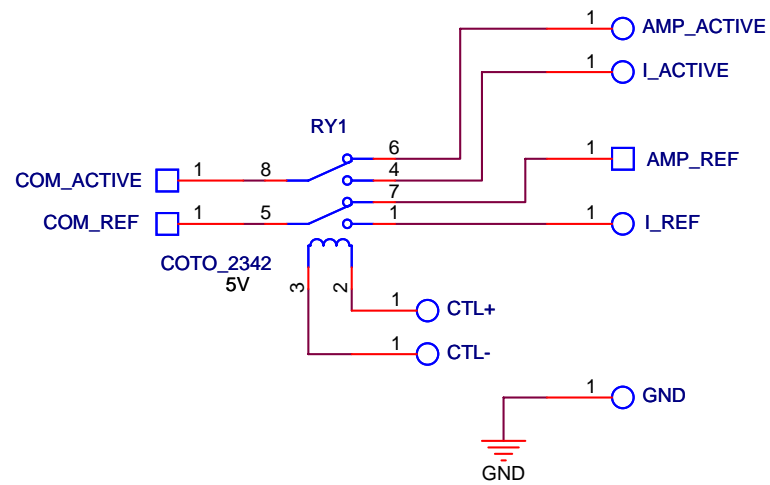 1 AMP_ACTIVE
1 I_ACTIVE
RY1
6
1 AMP_REF
COM_ACTIVE 1 8 4
7
COM_REF 1 5 1 1 I_REF
COTO_2342
5V
3 2
1 CTL+
1 CTL-
1 GND
GND